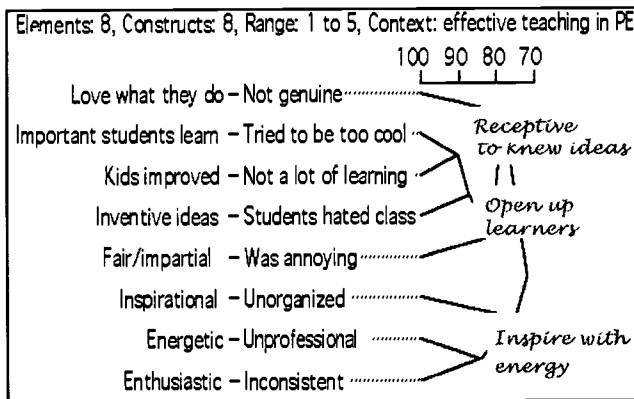 Elements: 8, Constructs: 8, Range: 1 to 5, Context: effective teaching in PE
100 90 80 70
Love what they do – Not genuine
Important students learn – Tried to be too cool
Receptive
to knew ideas
Kids improved – Not a lot of learning
Inventive ideas – Students hated class
Open up
learners
Fair/impartial – Was annoying
Inspirational – Unorganized
Energetic – Unprofessional
Inspire with
energy
Enthusiastic – Inconsistent